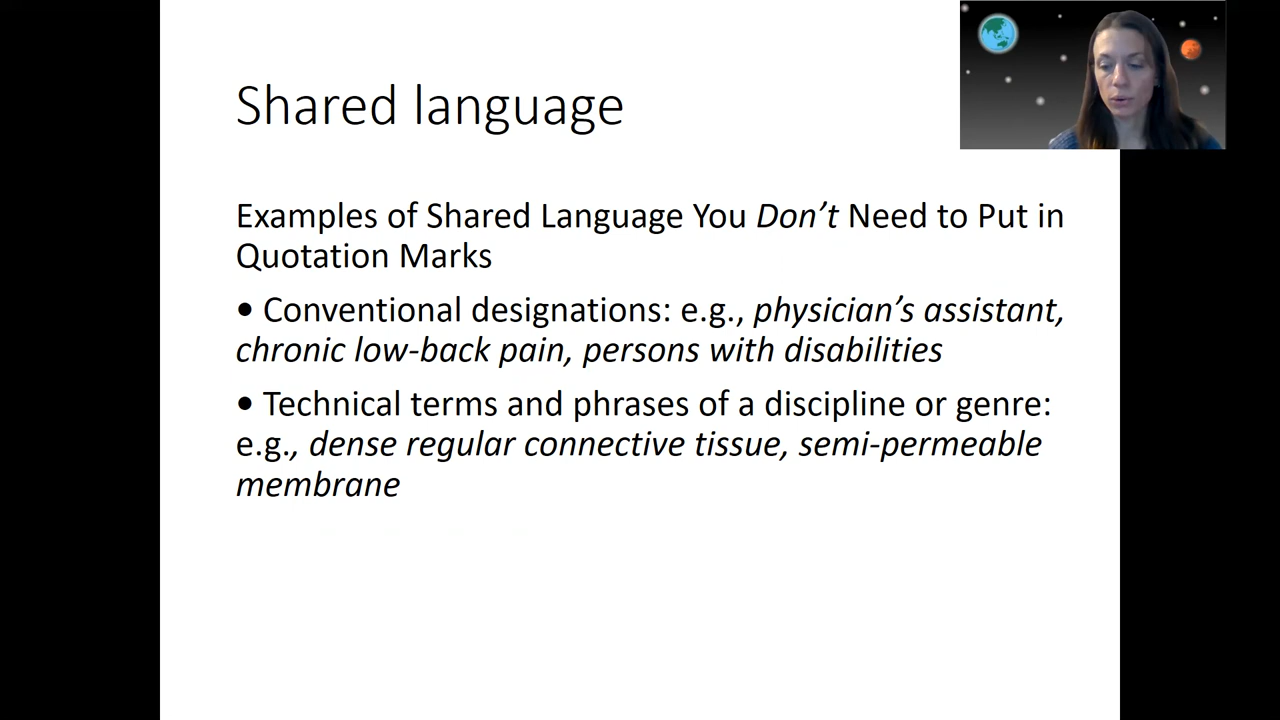 Shared language
Examples of Shared Language You Don’t Need to Put in
Quotation Marks
• Conventional designations: e.g., physician’s assistant,
chronic low-back pain, persons with disabilities
• Technical terms and phrases of a discipline or genre:
e.g., dense regular connective tissue, semi-permeable
membrane